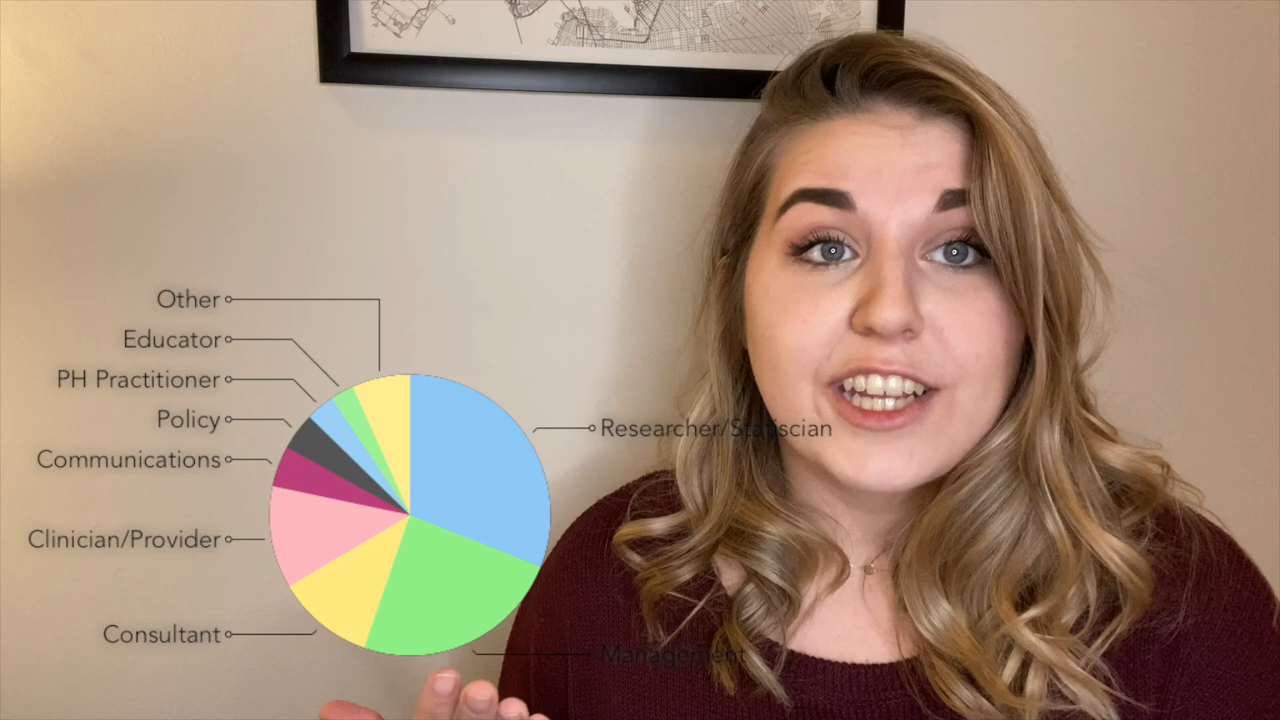 Other
Educator
PH Practitioner
Policy
Communications
Clinician/Provider
Consultant
Researcher/Statiscian
Management